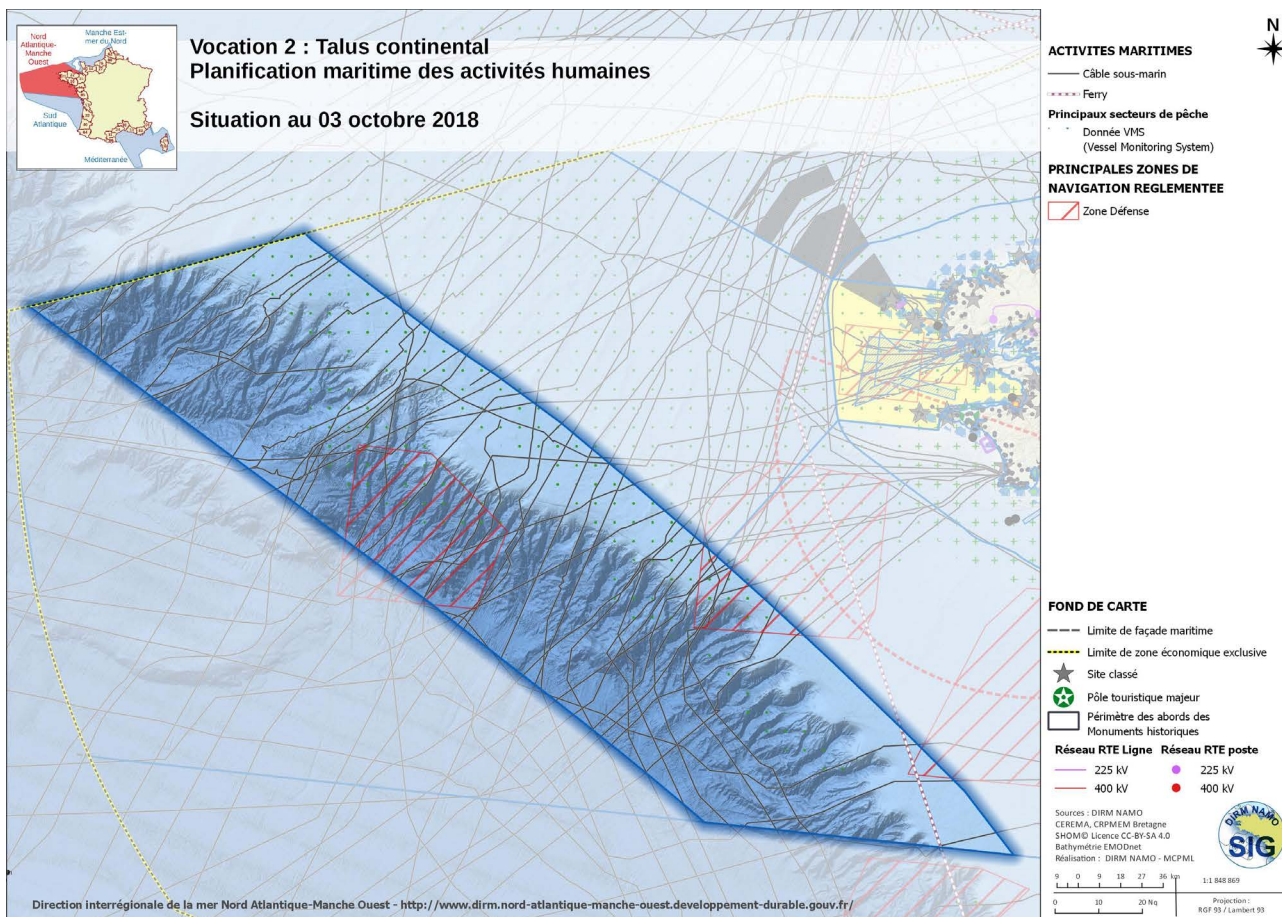 Nord
Atlantique-
Manche
Ouest
Manche Est-
mer du Nord
Sud
Atlantique
Méditerranée
Vocation 2 : Talus continental
Planification maritime des activités humaines
Situation au 03 octobre 2018
N
ACTIVITES MARITIMES
Câble sous-marin
Ferry
Principaux secteurs de pêche
Donnée VMS
(Vessel Monitoring System)
PRINCIPALES ZONES DE
NAVIGATION REGLEMENTEE
Zone Défense
FOND DE CARTE
Limite de façade maritime
Limite de zone économique exclusive
Site classé
Pôle touristique majeur
Périmètre des abords des
Monuments historiques
Réseau RTE Ligne Réseau RTE poste
225 kV 225 kV
400 kV 400 kV
Sources : DIRM NAMO
CEREMA, CRPMEM Bretagne
SHOM© Licence CC-BY-SA 4.0
Bathymétrie EMODnet
Réalisation : DIRM NAMO - MCPML
DIRM NAMO
SIG
9 0 9 18 27 36 km
1:1 848 869
0 10 20 Nq
Projection :
RGF 93 / Lambert 93
Direction interrégionale de la mer Nord Atlantique-Manche Ouest - http://www.dirm.nord-atlantique-manche-ouest.developpement-durable.gouv.fr/